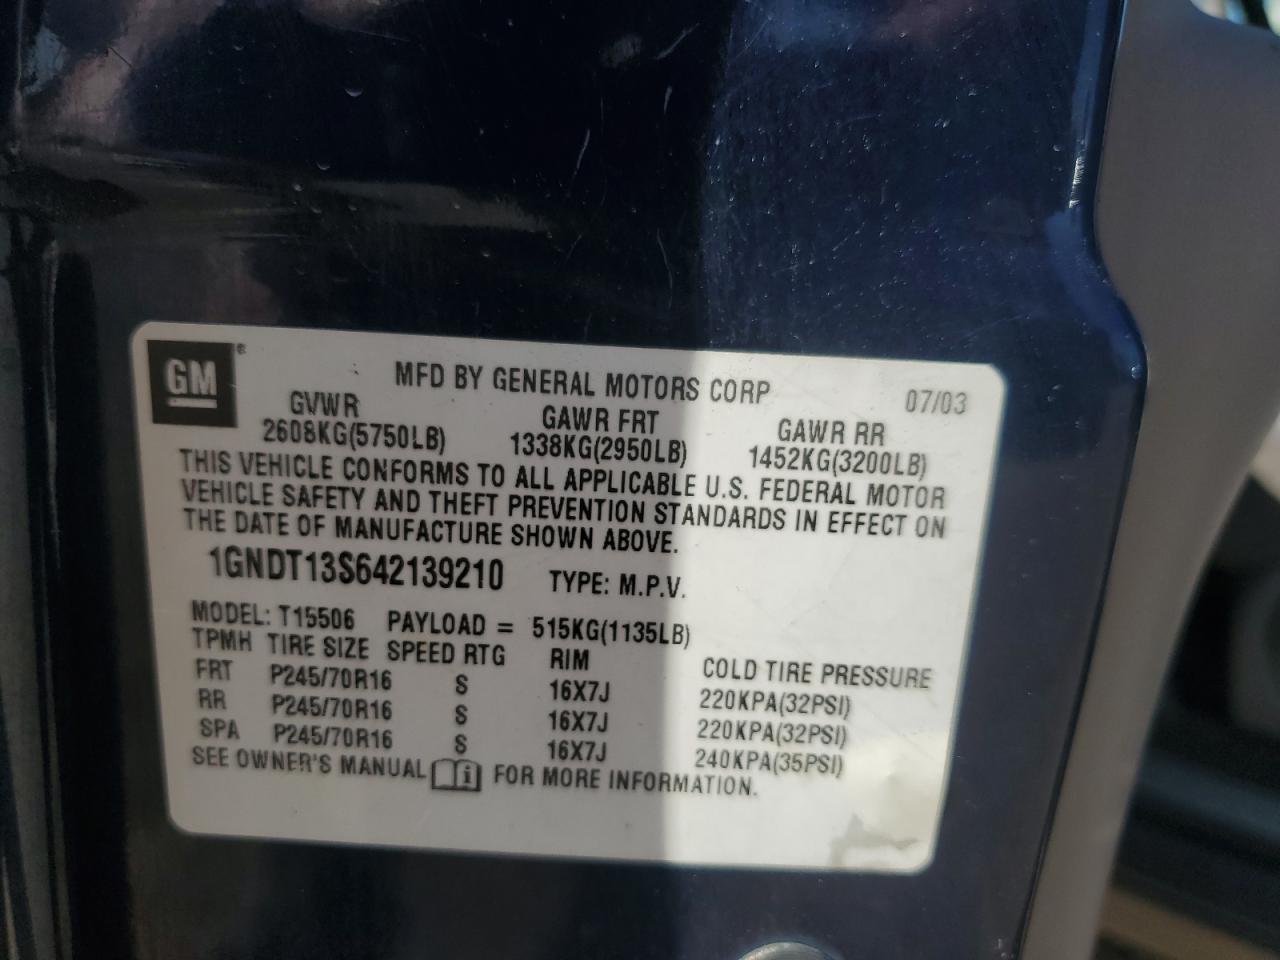 GM®
MFD BY GENERAL MOTORS CORP 07/03
GVWR GAWR FRT GAWR RR
2608KG(5750LB) 1338KG(2950LB) 1452KG(3200LB)
THIS VEHICLE CONFORMS TO ALL APPLICABLE U.S. FEDERAL MOTOR
VEHICLE SAFETY AND THEFT PREVENTION STANDARDS IN EFFECT ON
THE DATE OF MANUFACTURE SHOWN ABOVE.
1GNDT13S642139210 TYPE: M.P.V.
MODEL: T15506 PAYLOAD = 515KG(1135LB)
TPMH TIRE SIZE SPEED RTG RIM COLD TIRE PRESSURE
FRT P245/70R16 S 16X7J 220KPA(32PSI)
RR P245/70R16 S 16X7J 220KPA(32PSI)
SPA P245/70R16 S 16X7J 240KPA(35PSI)
SEE OWNER'S MANUAL i FOR MORE INFORMATION.